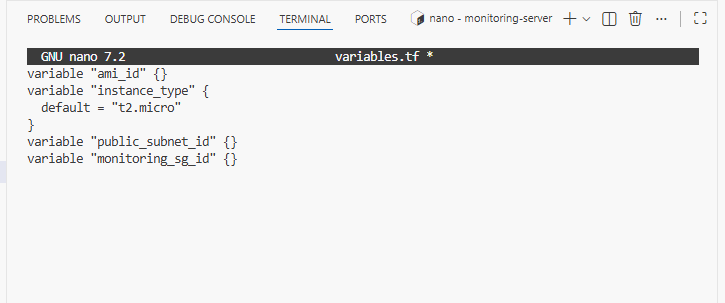 PROBLEMS OUTPUT DEBUG CONSOLE TERMINAL PORTS nano - monitoring-server
GNU nano 7.2 variables.tf *
variable "ami_id" {}
variable "instance_type" {
  default = "t2.micro"
}
variable "public_subnet_id" {}
variable "monitoring_sg_id" {}